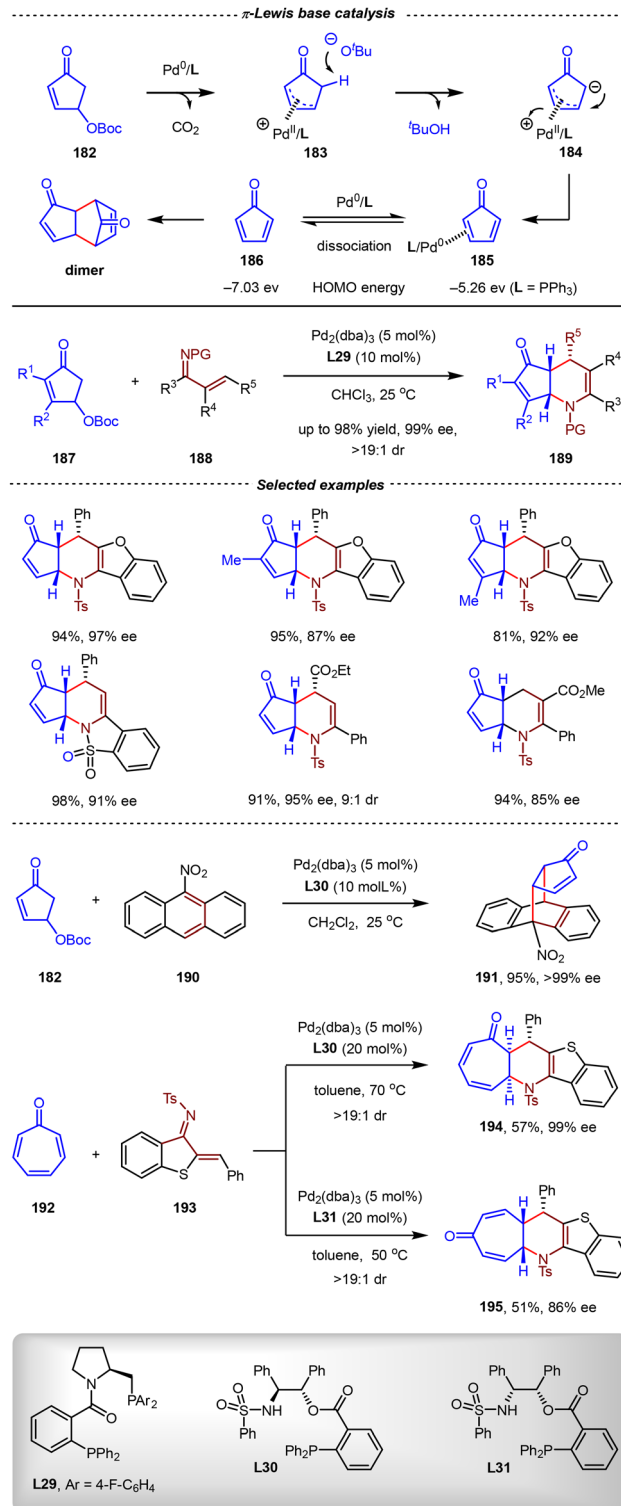 π-Lewis base catalysis
O
OBoc
182
Pd⁰/L
CO₂
O
H
⊖
OᵗBu
⊕
Pdᴵᴵ/L
183
ᵗBuOH
O
⊖
⊕
Pdᴵᴵ/L
184
O
O
dimer
O
186
Pd⁰/L
dissociation
O
L/Pd⁰
185
–7.03 ev
HOMO energy
–5.26 ev (L = PPh₃)
R¹
O
R²
OBoc
187
+
NPG
R³
R⁴
R⁵
188
Pd₂(dba)₃ (5 mol%)
L29 (10 mol%)
CHCl₃, 25 °C
up to 98% yield, 99% ee,
>19:1 dr
O
H
R⁵
R⁴
R¹
R³
R²
H
N
PG
189
Selected examples
O
H
Ph
O
H
N
Ts
94%, 97% ee
O
H
Ph
O
Me
H
N
Ts
95%, 87% ee
O
H
Ph
O
Me
H
N
Ts
81%, 92% ee
O
H
Ph
H
N
O
S
O
98%, 91% ee
O
H
CO₂Et
H
N
Ph
Ts
91%, 95% ee, 9:1 dr
O
H
CO₂Me
H
N
Ph
Ts
94%, 85% ee
O
OBoc
182
+
NO₂
190
Pd₂(dba)₃ (5 mol%)
L30 (10 molL%)
CH₂Cl₂, 25 °C
O
NO₂
191, 95%, >99% ee
O
192
+
Ts
N
S
Ph
193
Pd₂(dba)₃ (5 mol%)
L30 (20 mol%)
toluene, 70 °C
>19:1 dr
O
H
Ph
S
H
N
Ts
194, 57%, 99% ee
Pd₂(dba)₃ (5 mol%)
L31 (20 mol%)
toluene, 50 °C
>19:1 dr
O
H
Ph
S
H
N
Ts
195, 51%, 86% ee
N
PAr₂
O
PPh₂
L29, Ar = 4-F-C₆H₄
Ph
Ph
O
O
S
NH
Ph
O
O
Ph₂P
L30
Ph
Ph
O
O
S
NH
Ph
O
O
Ph₂P
L31